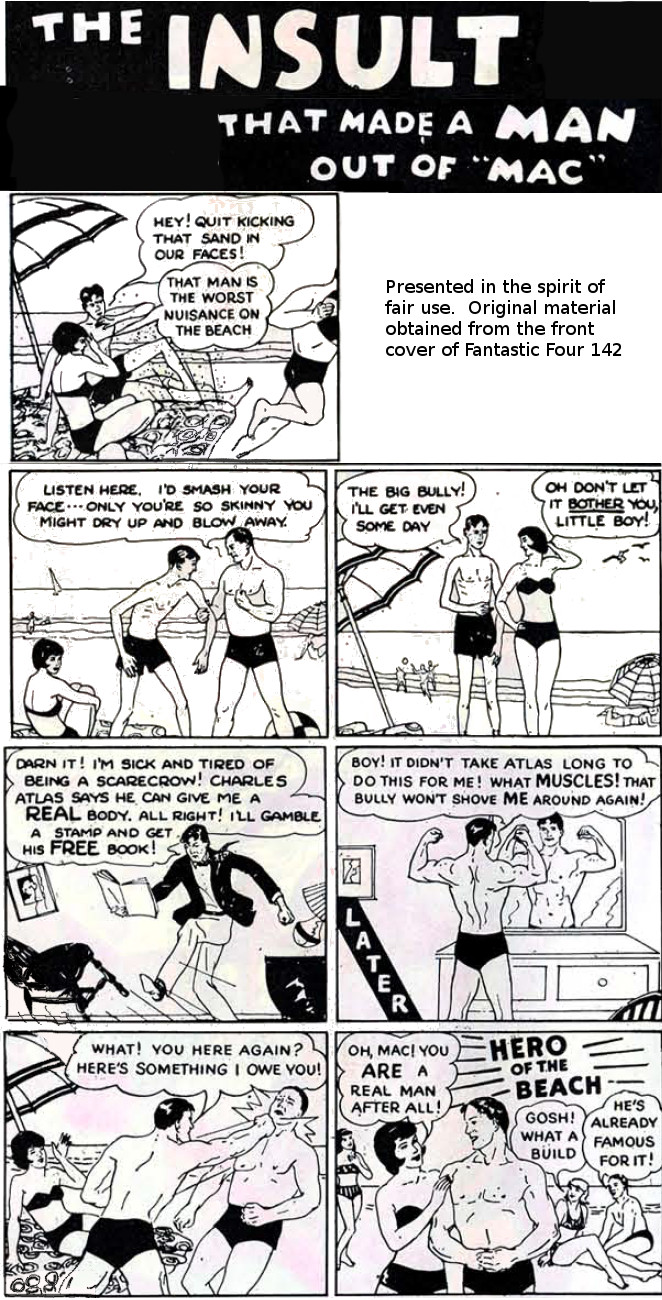 THE INSULT
THAT MADE A MAN
OUT OF "MAC"
HEY! QUIT KICKING
THAT SAND IN
OUR FACES!
THAT MAN IS
THE WORST
NUISANCE ON
THE BEACH
Presented in the spirit of
fair use. Original material
obtained from the front
cover of Fantastic Four 142
LISTEN HERE. I'D SMASH YOUR
FACE---ONLY YOU'RE SO SKINNY YOU
MIGHT DRY UP AND BLOW AWAY.
THE BIG BULLY!
I'LL GET EVEN
SOME DAY
OH DON'T LET
IT BOTHER YOU,
LITTLE BOY!
DARN IT! I'M SICK AND TIRED OF
BEING A SCARECROW! CHARLES
ATLAS SAYS HE CAN GIVE ME A
REAL BODY. ALL RIGHT! I'LL GAMBLE
A STAMP AND GET
HIS FREE BOOK!
BOY! IT DIDN'T TAKE ATLAS LONG TO
DO THIS FOR ME! WHAT MUSCLES! THAT
BULLY WON'T SHOVE ME AROUND AGAIN!
LATER
WHAT! YOU HERE AGAIN?
HERE'S SOMETHING I OWE YOU!
OH, MAC! YOU
ARE A
REAL MAN
AFTER ALL!
HERO
OF THE
BEACH
GOSH!
WHAT A
BUILD
HE'S
ALREADY
FAMOUS
FOR IT!